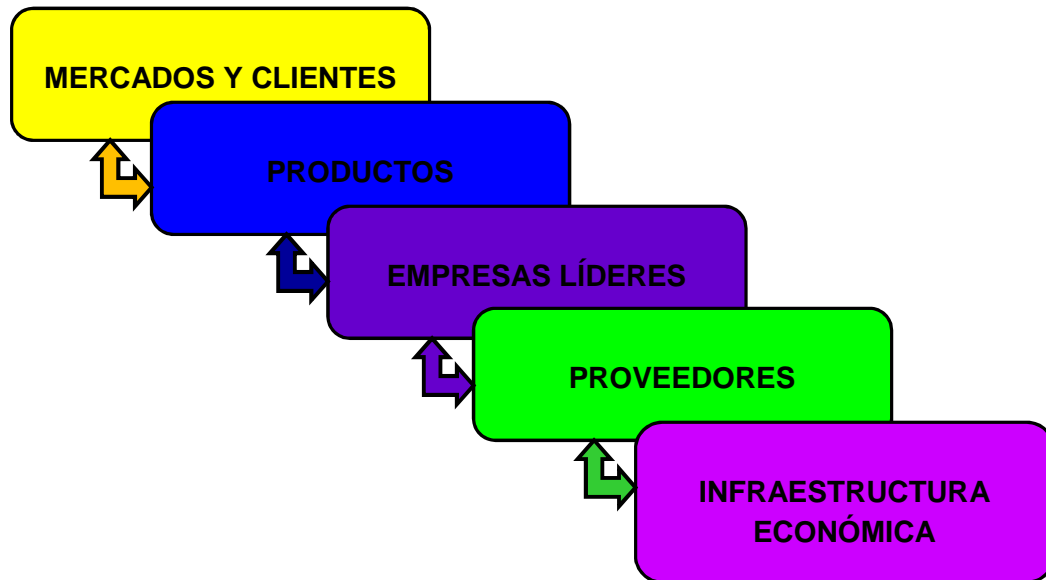 MERCADOS Y CLIENTES
PRODUCTOS
EMPRESAS LÍDERES
PROVEEDORES
INFRAESTRUCTURA
ECONÓMICA